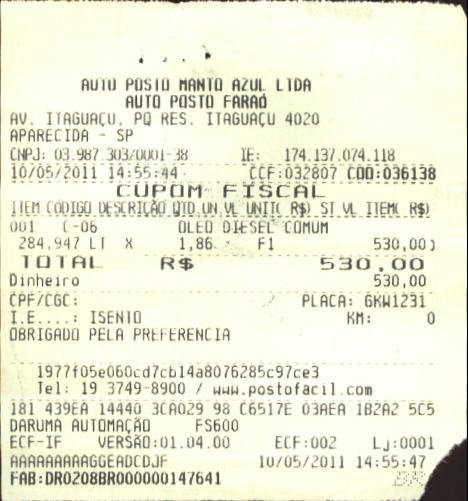 AUTO POSTO MANTO AZUL LTDA
AUTO POSTO FARAÓ
AV. ITAGUAÇU, PQ RES. ITAGUAÇU 4020
APARECIDA - SP
CNPJ: 03.987.303/0001-38 IE: 174.137.074.118
10/05/2011 14:55:44 CCF:032807 COO:036138
CUPOM FISCAL
ITEM CÓDIGO DESCRIÇÃO QTD.UN.VL UNIT( R$) ST VL ITEM( R$)
001 C-06 OLEO DIESEL COMUM
284,947 LT X 1,86 F1 530,00
TOTAL R$ 530,00
Dinheiro 530,00
CPF/CGC: PLACA: GKW1231
I.E....: ISENTO KM: 0
OBRIGADO PELA PREFERENCIA
1977f05e060cd7cb14a8076285c97ce3
Tel: 19 3749-8900 / www.postofacil.com
181 439EA 14440 3CA029 98 C6517E 03AEA 1B2A2 5C5
DARUMA AUTOMAÇÃO FS600
ECF-IF VERSÃO:01.04.00 ECF:002 Lj:0001
AAAAAAAAAGGEADCDJF 10/05/2011 14:55:47
FAB:DR0208BR000000147641 BR